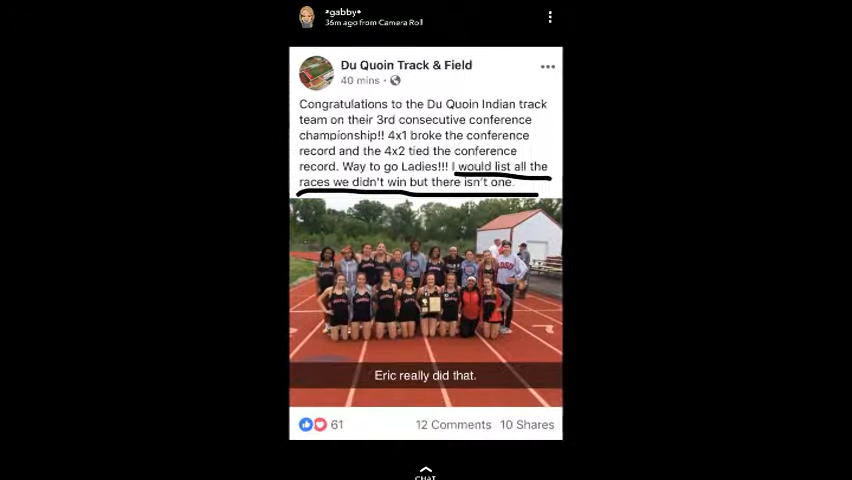 *gabby*
36m ago from Camera Roll
Du Quoin Track & Field
40 mins
Congratulations to the Du Quoin Indian track
team on their 3rd consecutive conference
championship!! 4x1 broke the conference
record and the 4x2 tied the conference
record. Way to go Ladies!!! I would list all the
races we didn't win but there isn't one.
Eric really did that.
61
12 Comments 10 Shares
CHAT